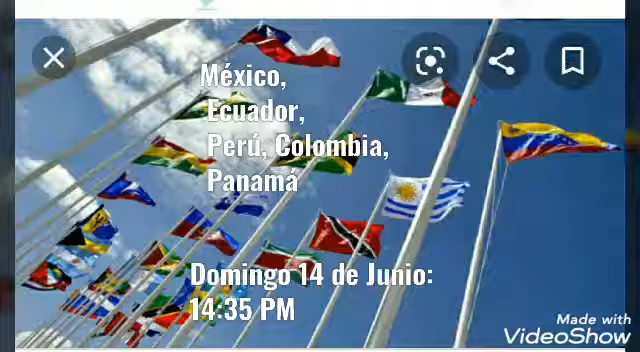 México,
Ecuador,
Perú, Colombia,
Panamá
Domingo 14 de Junio:
14:35 PM
Made with
VideoShow